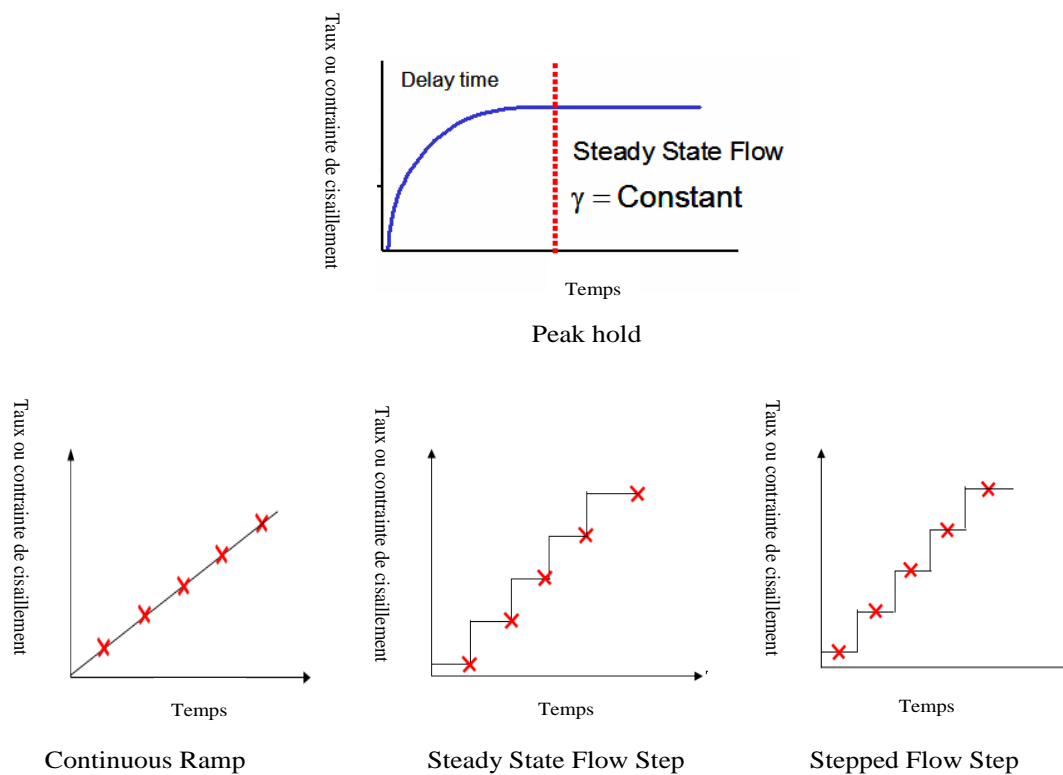 Taux ou contrainte de cisaillement
Delay time
Steady State Flow
γ = Constant
Temps
Peak hold
Taux ou contrainte de cisaillement
Temps
Continuous Ramp
Taux ou contrainte de cisaillement
Temps
Steady State Flow Step
Taux ou contrainte de cisaillement
Temps
Stepped Flow Step